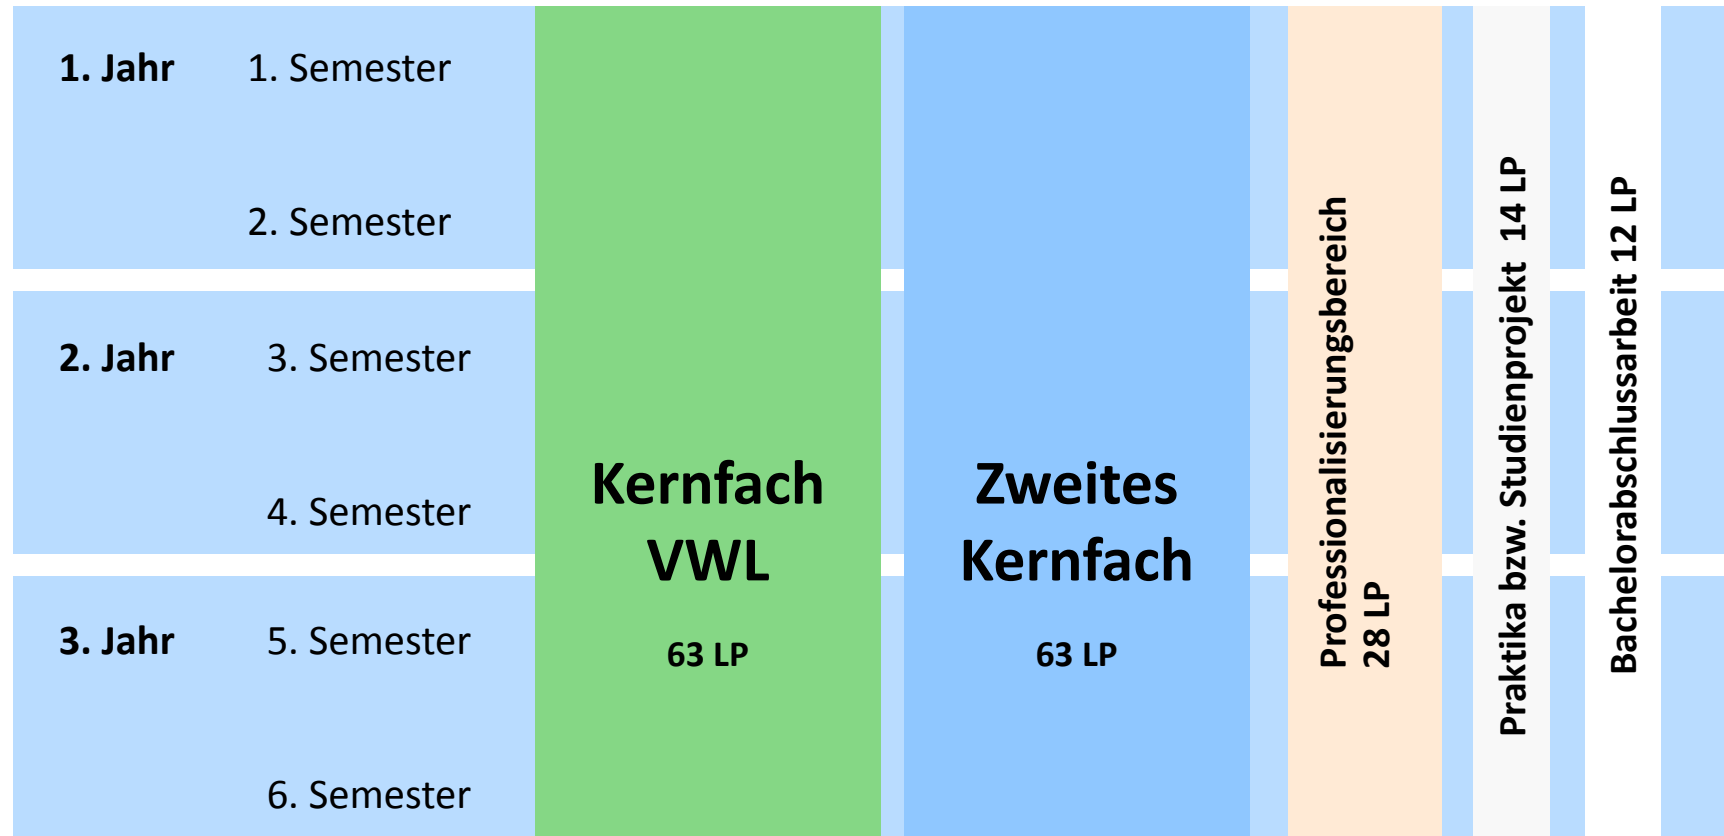 1. Jahr 1. Semester
2. Semester
2. Jahr 3. Semester
4. Semester
3. Jahr 5. Semester
6. Semester
Kernfach
VWL
63 LP
Zweites
Kernfach
63 LP
Professionalisierungsbereich
28 LP
Praktika bzw. Studienprojekt 14 LP
Bachelorabschlussarbeit 12 LP